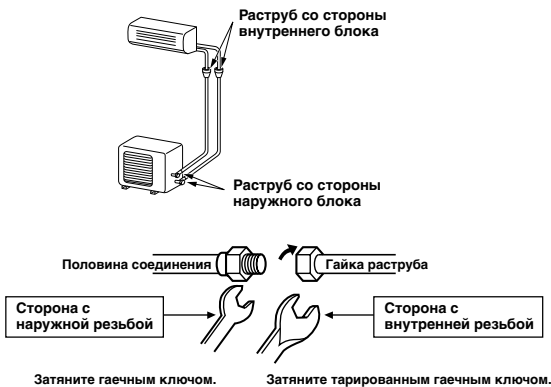 Раструб со стороны
внутреннего блока
Раструб со стороны
наружного блока
Половина соединения
Гайка раструба
Сторона с
наружной резьбой
Сторона с
внутренней резьбой
Затяните гаечным ключом.
Затяните тарированным гаечным ключом.